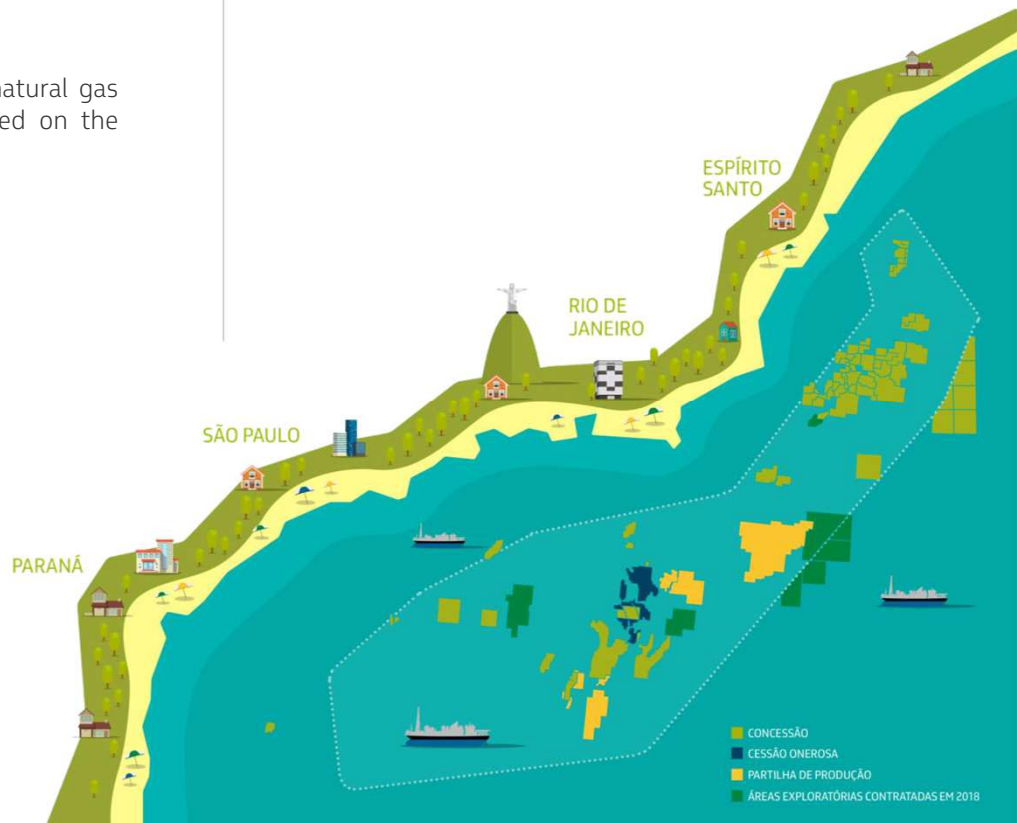 natural gas
ed on the
ESPÍRITO
SANTO
RIO DE
JANEIRO
SÃO PAULO
PARANÁ
CONCESSÃO
CESSÃO ONEROSA
PARTILHA DE PRODUÇÃO
ÁREAS EXPLORATÓRIAS CONTRATADAS EM 2018